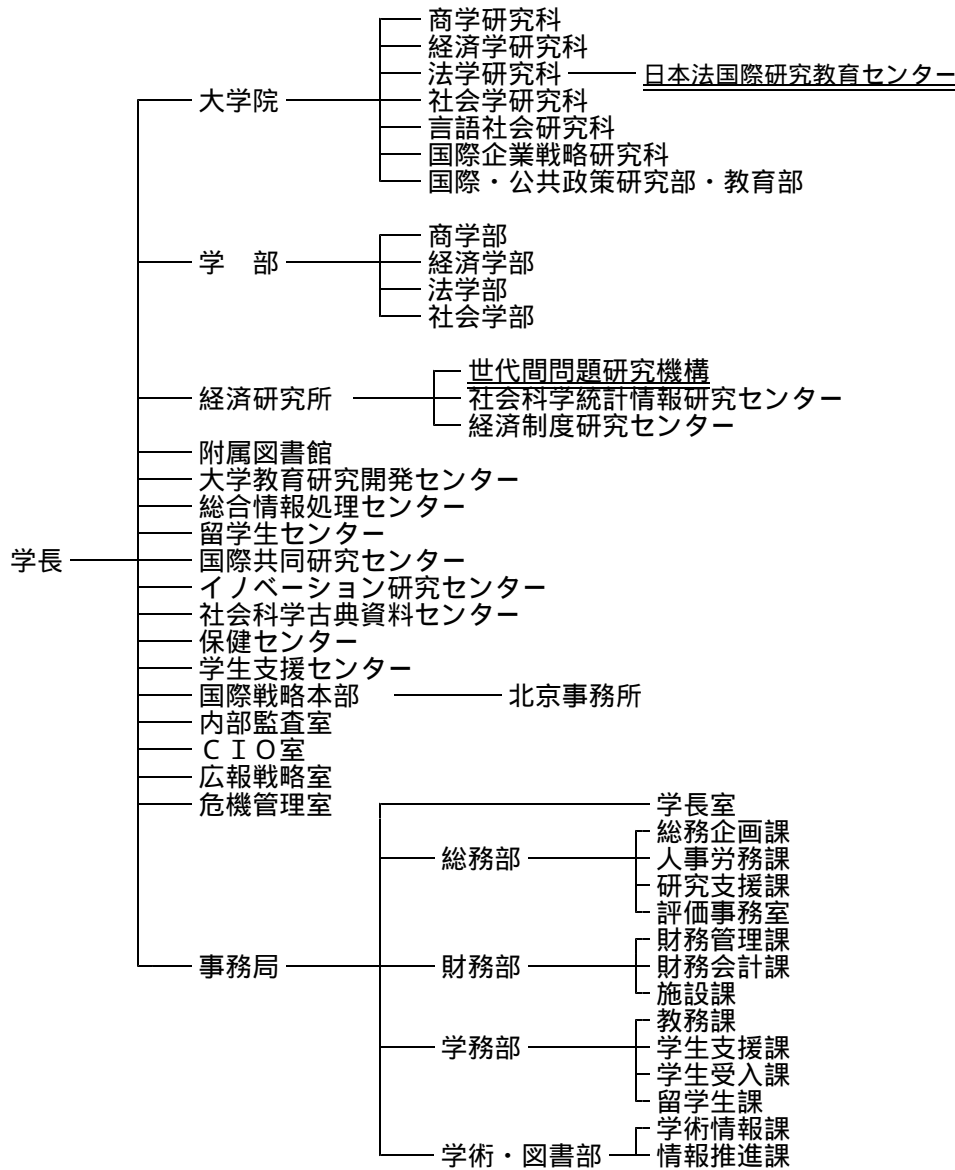 商学研究科
経済学研究科
法学研究科 日本法国際研究教育センター
大学院 社会学研究科
言語社会研究科
国際企業戦略研究科
国際・公共政策研究部・教育部
商学部
学　部 経済学部
法学部
社会学部
世代間問題研究機構
経済研究所 社会科学統計情報研究センター
経済制度研究センター
附属図書館
大学教育研究開発センター
総合情報処理センター
留学生センター
学長 国際共同研究センター
イノベーション研究センター
社会科学古典資料センター
保健センター
学生支援センター
国際戦略本部 北京事務所
内部監査室
ＣＩＯ室
広報戦略室
危機管理室 学長室
総務企画課
総務部 人事労務課
研究支援課
評価事務室
財務管理課
事務局 財務部 財務会計課
施設課
教務課
学務部 学生支援課
学生受入課
留学生課
学術情報課
学術・図書部 情報推進課